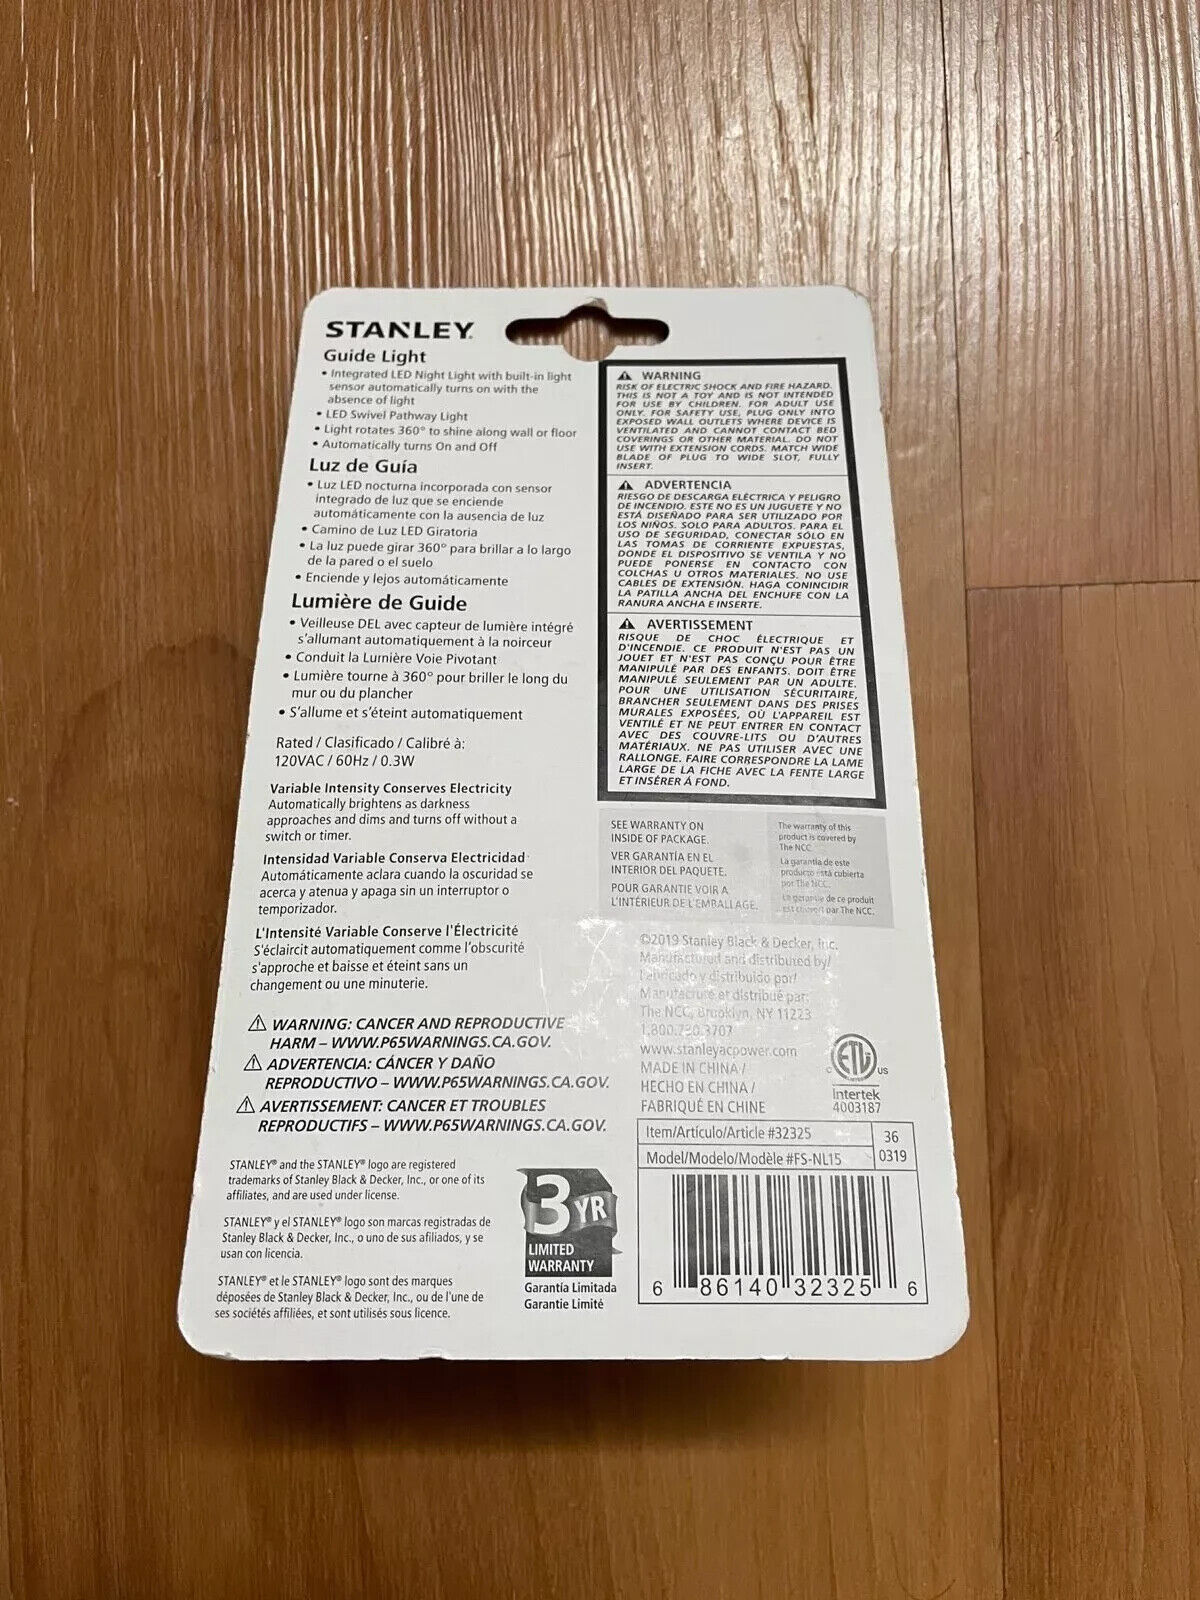 STANLEY
Guide Light
• Integrated LED Night Light with built-in light
sensor automatically turns on with the
absence of light
• LED Swivel Pathway Light
• Light rotates 360° to shine along wall or floor
• Automatically turns On and Off
Luz de Guía
• Luz LED nocturna incorporada con sensor
integrado de luz que se enciende
automáticamente con la ausencia de luz
• Camino de Luz LED Giratoria
• La luz puede girar 360° para brillar a lo largo
de la pared o el suelo
• Enciende y lejos automáticamente
Lumière de Guide
• Veilleuse DEL avec capteur de lumière intégré
s'allumant automatiquement à la noirceur
• Conduit la Lumière Voie Pivotant
• Lumière tourne à 360° pour briller le long du
mur ou du plancher
• S'allume et s'éteint automatiquement
Rated / Clasificado / Calibré à:
120VAC / 60Hz / 0.3W
Variable Intensity Conserves Electricity
Automatically brightens as darkness
approaches and dims and turns off without a
switch or timer.
Intensidad Variable Conserva Electricidad
Automáticamente aclara cuando la oscuridad se
acerca y atenua y apaga sin un interruptor o
temporizador.
L'Intensité Variable Conserve l'Électricité
S'éclaircit automatiquement comme l'obscurité
s'approche et baisse et éteint sans un
changement ou une minuterie.
⚠ WARNING: CANCER AND REPRODUCTIVE
HARM – WWW.P65WARNINGS.CA.GOV.
⚠ ADVERTENCIA: CÁNCER Y DAÑO
REPRODUCTIVO – WWW.P65WARNINGS.CA.GOV.
⚠ AVERTISSEMENT: CANCER ET TROUBLES
REPRODUCTIFS – WWW.P65WARNINGS.CA.GOV.
STANLEY® and the STANLEY® logo are registered
trademarks of Stanley Black & Decker, Inc., or one of its
affiliates, and are used under license.
STANLEY® y el STANLEY® logo son marcas registradas de
Stanley Black & Decker, Inc., o uno de sus afiliados, y se
usan con licencia.
STANLEY® et le STANLEY® logo sont des marques
déposées de Stanley Black & Decker, Inc., ou de l'une de
ses sociétés affiliées, et sont utilisés sous licence.
3 YR
LIMITED
WARRANTY
Garantía Limitada
Garantie Limité
⚠ WARNING
RISK OF ELECTRIC SHOCK AND FIRE HAZARD.
THIS IS NOT A TOY AND IS NOT INTENDED
FOR USE BY CHILDREN. FOR ADULT USE
ONLY. FOR SAFETY USE, PLUG ONLY INTO
EXPOSED WALL OUTLETS WHERE DEVICE IS
VENTILATED AND CANNOT CONTACT BED
COVERINGS OR OTHER MATERIAL. DO NOT
USE WITH EXTENSION CORDS. MATCH WIDE
BLADE OF PLUG TO WIDE SLOT, FULLY
INSERT.
⚠ ADVERTENCIA
RIESGO DE DESCARGA ELÉCTRICA Y PELIGRO
DE INCENDIO. ESTE NO ES UN JUGUETE Y NO
ESTÁ DISEÑADO PARA SER UTILIZADO POR
LOS NIÑOS. SOLO PARA ADULTOS. PARA EL
USO DE SEGURIDAD, CONECTAR SÓLO EN
LAS TOMAS DE CORRIENTE EXPUESTAS,
DONDE EL DISPOSITIVO SE VENTILA Y NO
PUEDE PONERSE EN CONTACTO CON
COLCHAS U OTROS MATERIALES. NO USE
CABLES DE EXTENSIÓN. HAGA CONINCIDIR
LA PATILLA ANCHA DEL ENCHUFE CON LA
RANURA ANCHA E INSERTE.
⚠ AVERTISSEMENT
RISQUE DE CHOC ÉLECTRIQUE ET
D'INCENDIE. CE PRODUIT N'EST PAS UN
JOUET ET N'EST PAS CONÇU POUR ÊTRE
MANIPULÉ PAR DES ENFANTS. DOIT ÊTRE
MANIPULÉ SEULEMENT PAR UN ADULTE.
POUR UNE UTILISATION SÉCURITAIRE,
BRANCHER SEULEMENT DANS DES PRISES
MURALES EXPOSÉES, OÙ L'APPAREIL EST
VENTILÉ ET NE PEUT ENTRER EN CONTACT
AVEC DES COUVRE-LITS OU D'AUTRES
MATÉRIAUX. NE PAS UTILISER AVEC UNE
RALLONGE. FAIRE CORRESPONDRE LA LAME
LARGE DE LA FICHE AVEC LA FENTE LARGE
ET INSÉRER Á FOND.
SEE WARRANTY ON
INSIDE OF PACKAGE.
VER GARANTÍA EN EL
INTERIOR DEL PAQUETE.
POUR GARANTIE VOIR A
L'INTÉRIEUR DE L'EMBALLAGE.
The warranty of this
product is covered by
The NCC.
La garantía de este
producto está cubierta
por The NCC.
La garantie de ce produit
est couvert par The NCC.
©2019 Stanley Black & Decker, Inc.
Manufactured and distributed by/
Fabricado y distribuido por/
Manufacturé et distribué par:
The NCC, Brooklyn, NY 11223
www.stanleyacpower.com
MADE IN CHINA /
HECHO EN CHINA /
FABRIQUÉ EN CHINE
ETL
C US
Intertek
4003187
Item/Artículo/Article #32325
Model/Modelo/Modèle #FS-NL15
36
0319
6 86140 32325 6